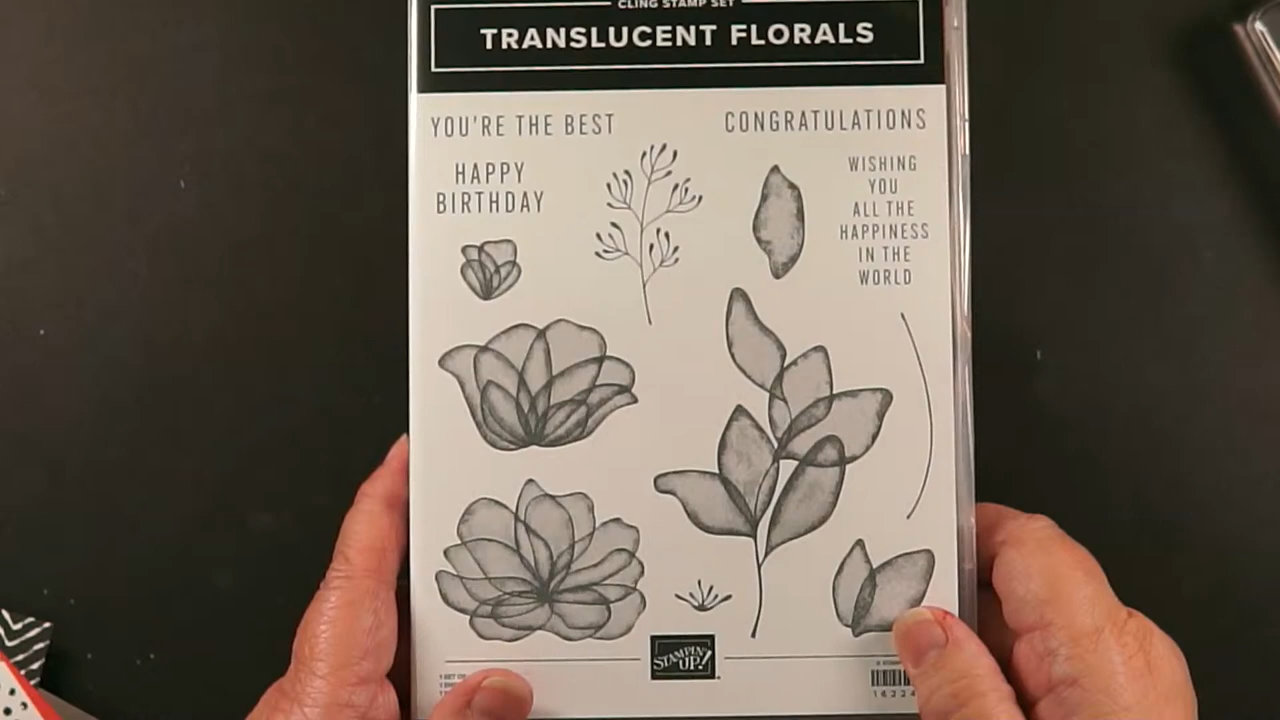 CLING STAMP SET
TRANSLUCENT FLORALS
YOU'RE THE BEST
CONGRATULATIONS
HAPPY
BIRTHDAY
WISHING
YOU
ALL THE
HAPPINESS
IN THE
WORLD
STAMPIN'
UP!